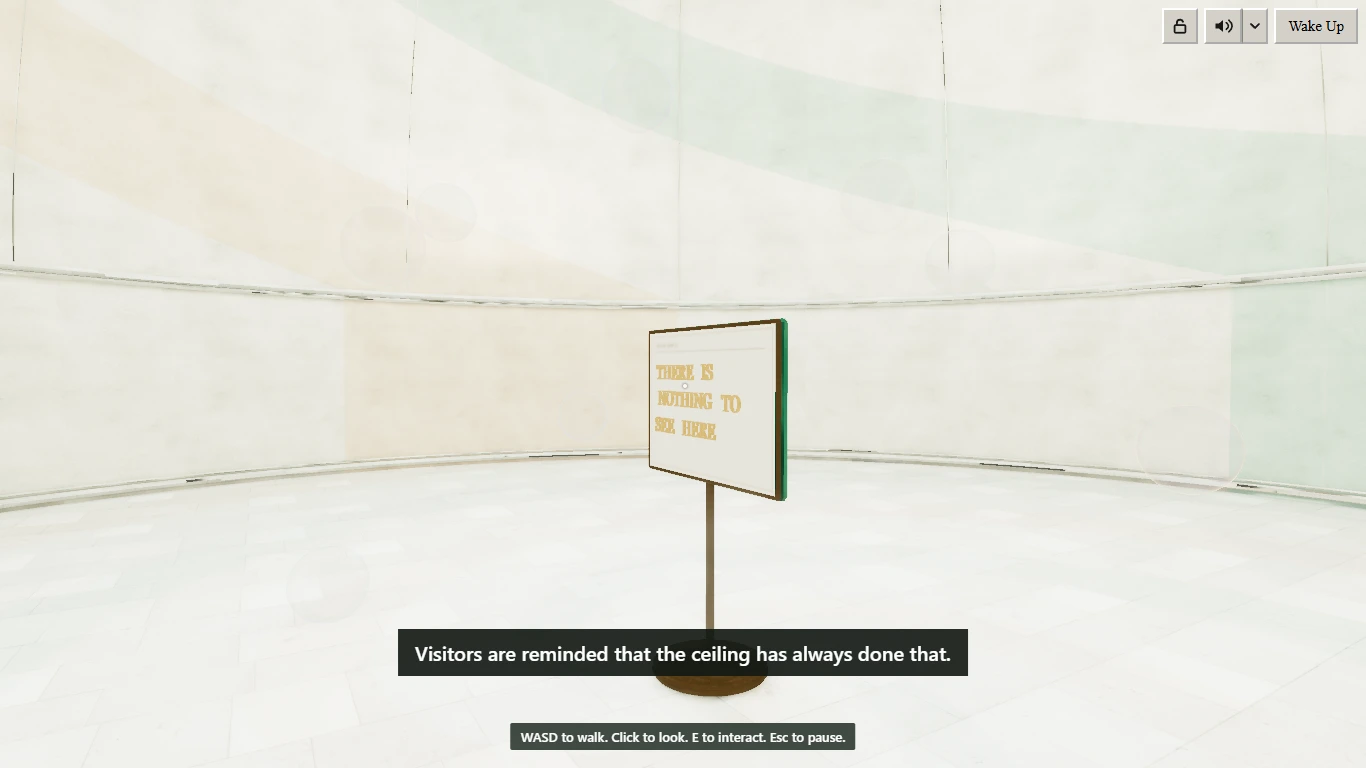 Wake Up
THERE IS
NOTHING TO
SEE HERE
Visitors are reminded that the ceiling has always done that.
WASD to walk. Click to look. E to interact. Esc to pause.